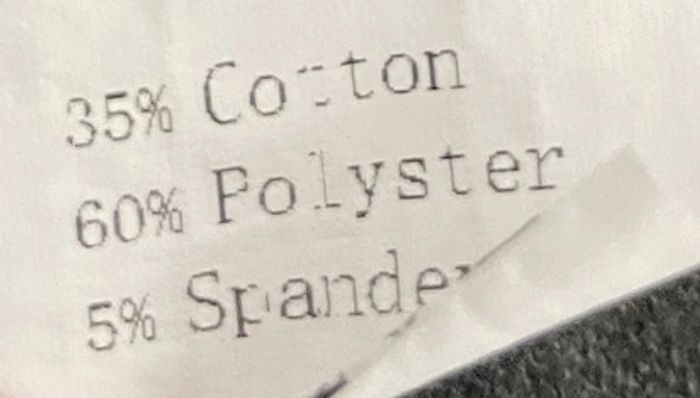 35% Cotton
60% Polyster
5% Spandex